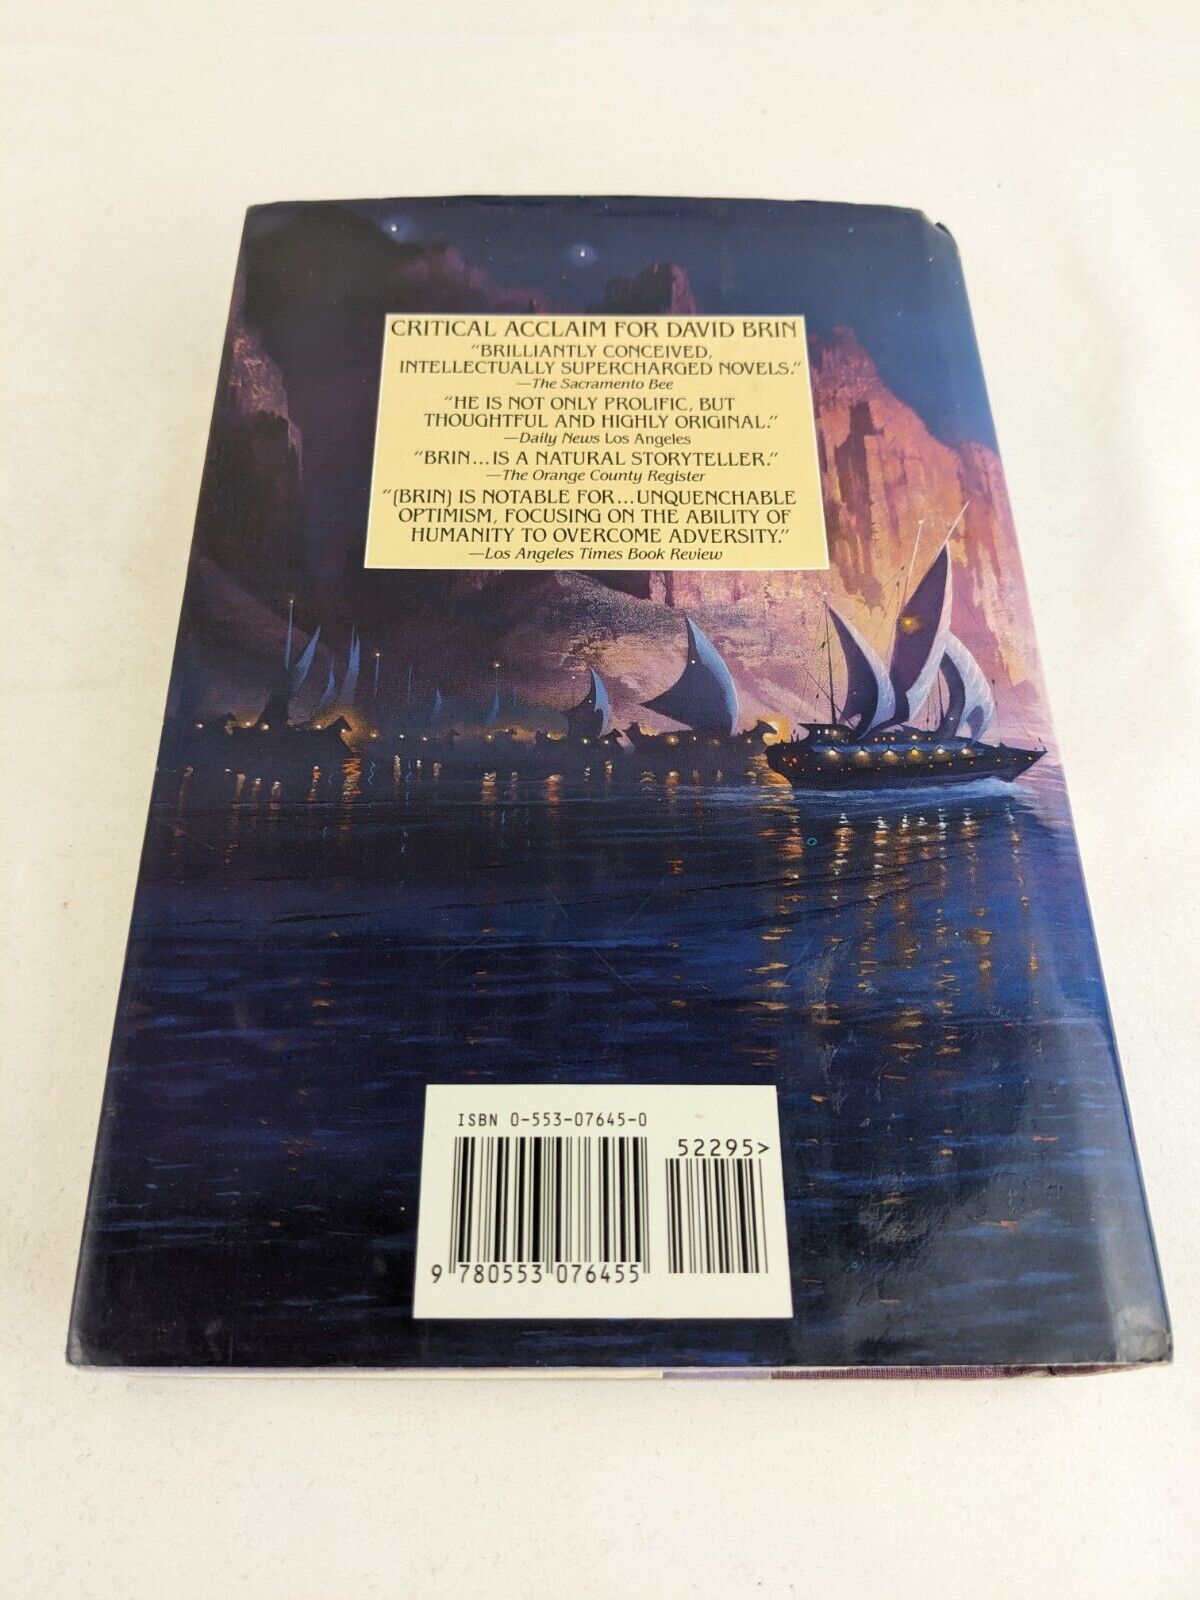 CRITICAL ACCLAIM FOR DAVID BRIN
"BRILLIANTLY CONCEIVED,
INTELLECTUALLY SUPERCHARGED NOVELS."
—The Sacramento Bee
"HE IS NOT ONLY PROLIFIC, BUT
THOUGHTFUL AND HIGHLY ORIGINAL."
—Daily News Los Angeles
"BRIN...IS A NATURAL STORYTELLER."
—The Orange County Register
"(BRIN) IS NOTABLE FOR...UNQUENCHABLE
OPTIMISM, FOCUSING ON THE ABILITY OF
HUMANITY TO OVERCOME ADVERSITY."
—Los Angeles Times Book Review
ISBN 0-553-07645-0
52295>
9 780553 076455